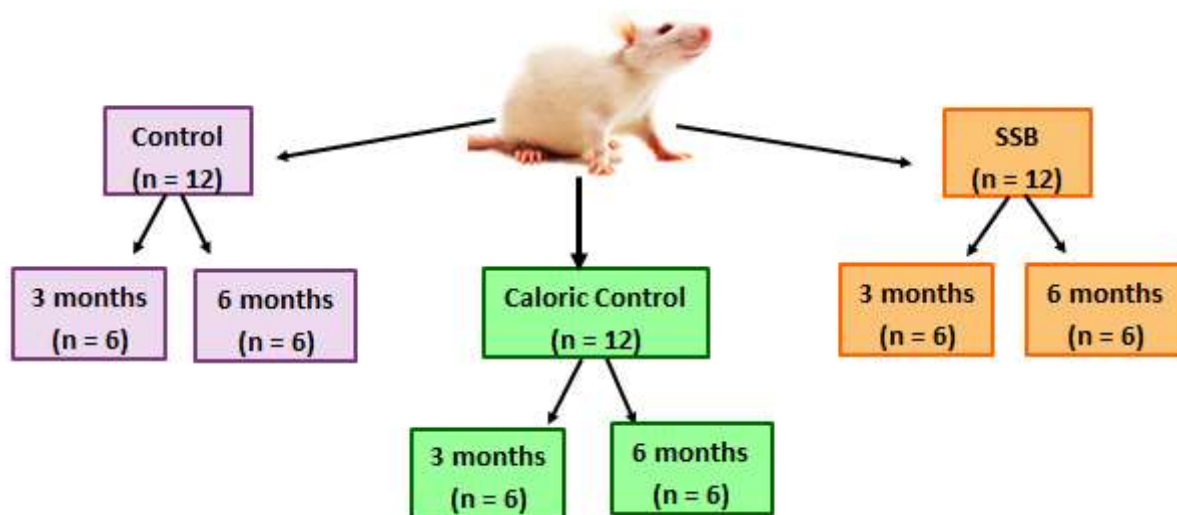 Control
(n = 12)
SSB
(n = 12)
3 months
(n = 6)
6 months
(n = 6)
Caloric Control
(n = 12)
3 months
(n = 6)
6 months
(n = 6)
3 months
(n = 6)
6 months
(n = 6)